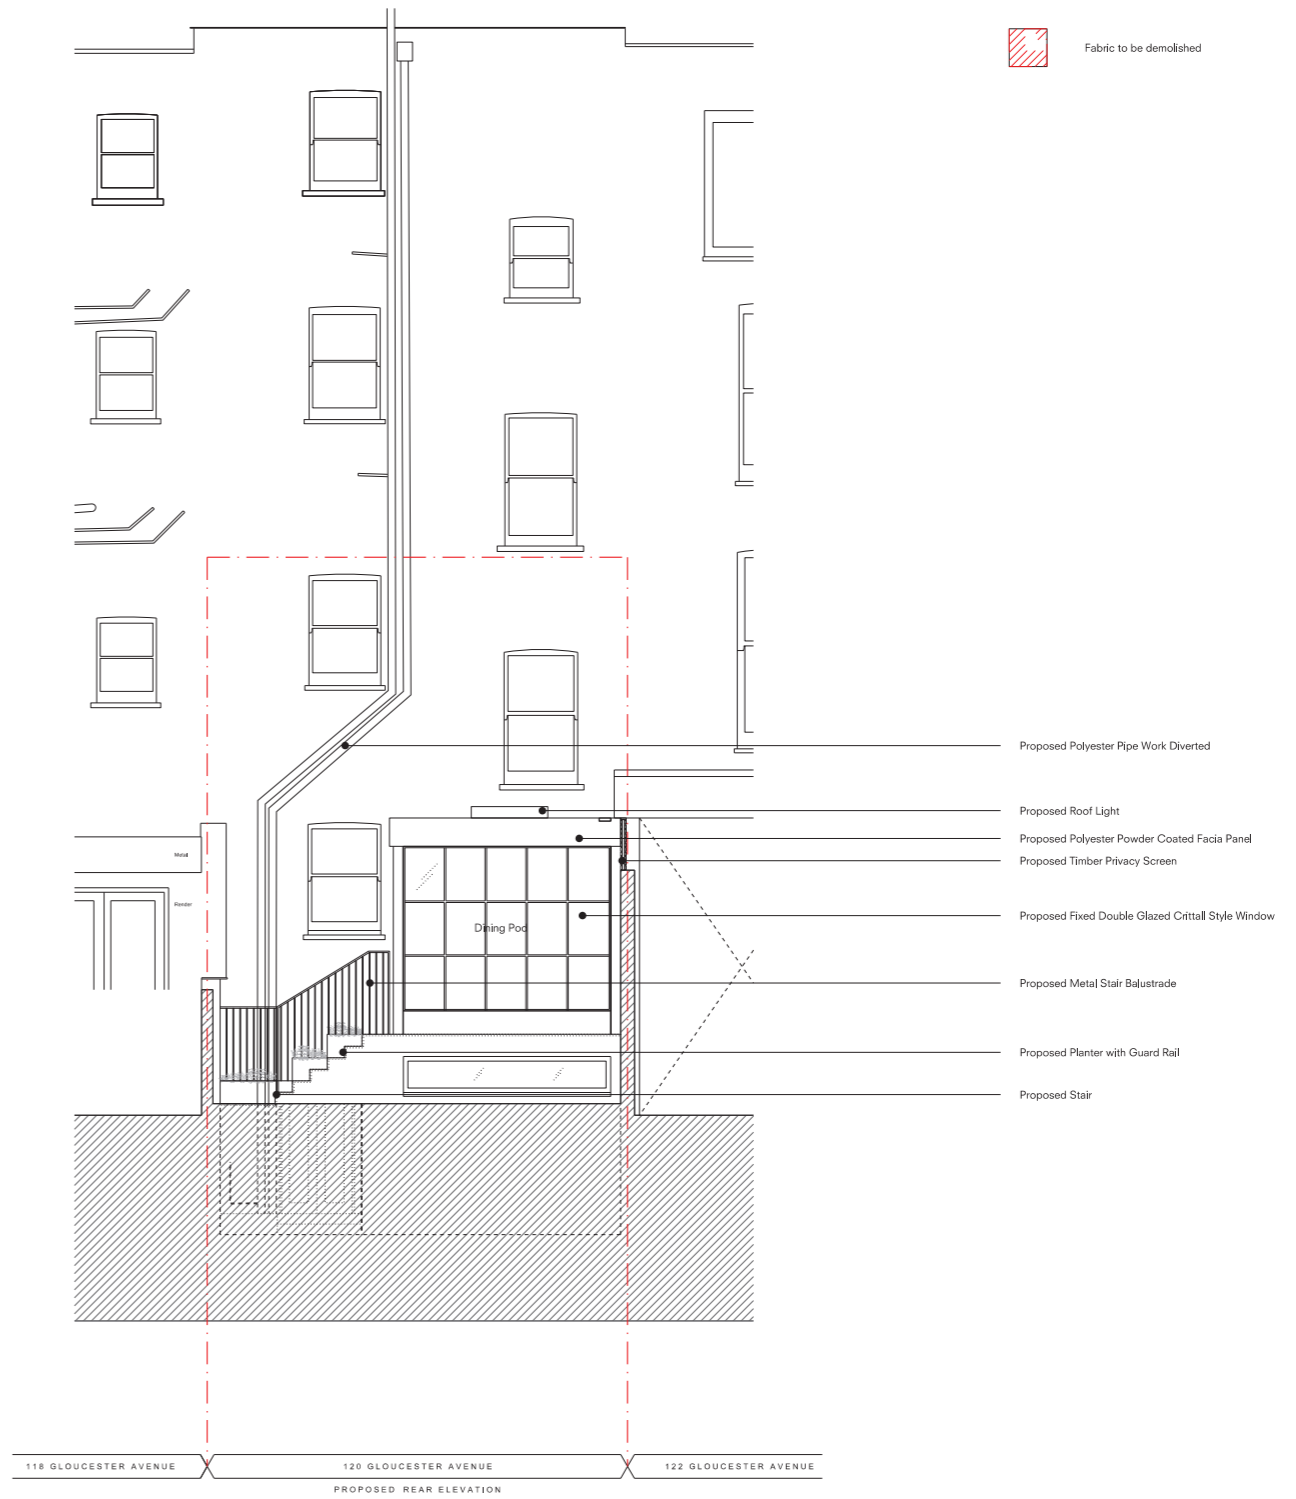 Fabric to be demolished
Proposed Polyester Pipe Work Diverted
Proposed Roof Light
Proposed Polyester Powder Coated Facia Panel
Metal
Proposed Timber Privacy Screen
Render
Proposed Fixed Double Glazed Crittall Style Window
Dining Pod
Proposed Metal Stair Balustrade
Proposed Planter with Guard Rail
Proposed Stair
118 GLOUCESTER AVENUE
120 GLOUCESTER AVENUE
122 GLOUCESTER AVENUE
PROPOSED REAR ELEVATION